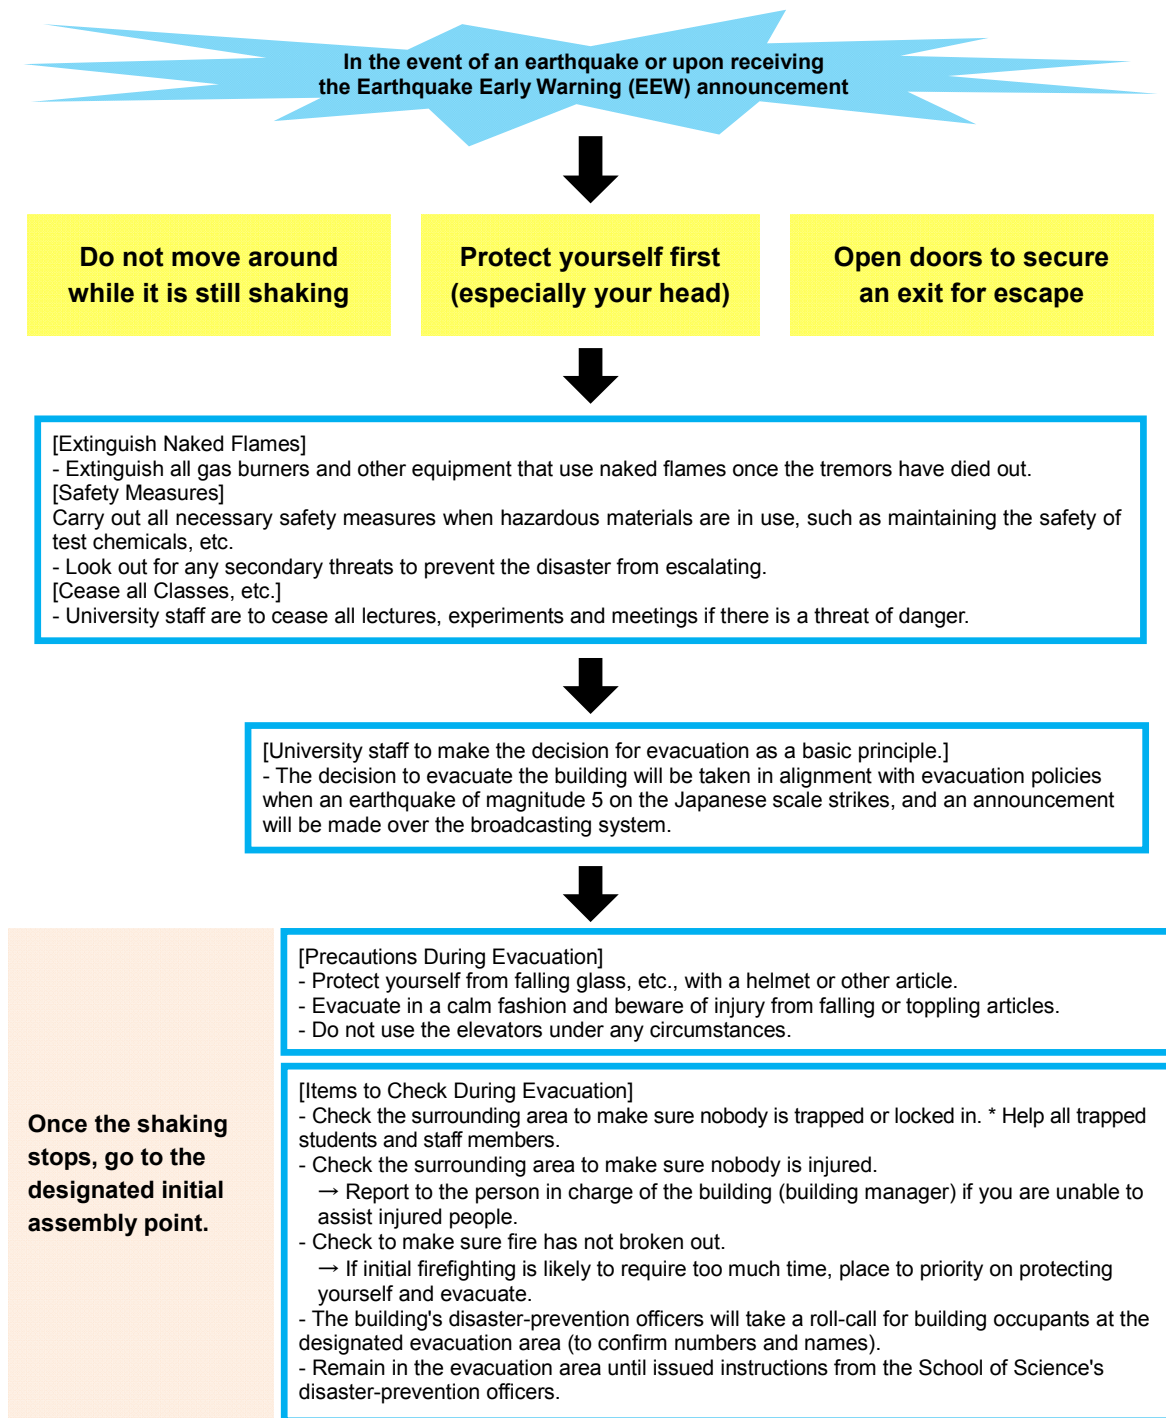 In the event of an earthquake or upon receiving
the Earthquake Early Warning (EEW) announcement
Do not move around
while it is still shaking
Protect yourself first
(especially your head)
Open doors to secure
an exit for escape
[Extinguish Naked Flames]
- Extinguish all gas burners and other equipment that use naked flames once the tremors have died out.
[Safety Measures]
Carry out all necessary safety measures when hazardous materials are in use, such as maintaining the safety of
test chemicals, etc.
- Look out for any secondary threats to prevent the disaster from escalating.
[Cease all Classes, etc.]
- University staff are to cease all lectures, experiments and meetings if there is a threat of danger.
[University staff to make the decision for evacuation as a basic principle.]
- The decision to evacuate the building will be taken in alignment with evacuation policies
when an earthquake of magnitude 5 on the Japanese scale strikes, and an announcement
will be made over the broadcasting system.
Once the shaking
stops, go to the
designated initial
assembly point.
[Precautions During Evacuation]
- Protect yourself from falling glass, etc., with a helmet or other article.
- Evacuate in a calm fashion and beware of injury from falling or toppling articles.
- Do not use the elevators under any circumstances.
[Items to Check During Evacuation]
- Check the surrounding area to make sure nobody is trapped or locked in. * Help all trapped
students and staff members.
- Check the surrounding area to make sure nobody is injured.
→ Report to the person in charge of the building (building manager) if you are unable to
assist injured people.
- Check to make sure fire has not broken out.
→ If initial firefighting is likely to require too much time, place to priority on protecting
yourself and evacuate.
- The building's disaster-prevention officers will take a roll-call for building occupants at the
designated evacuation area (to confirm numbers and names).
- Remain in the evacuation area until issued instructions from the School of Science's
disaster-prevention officers.